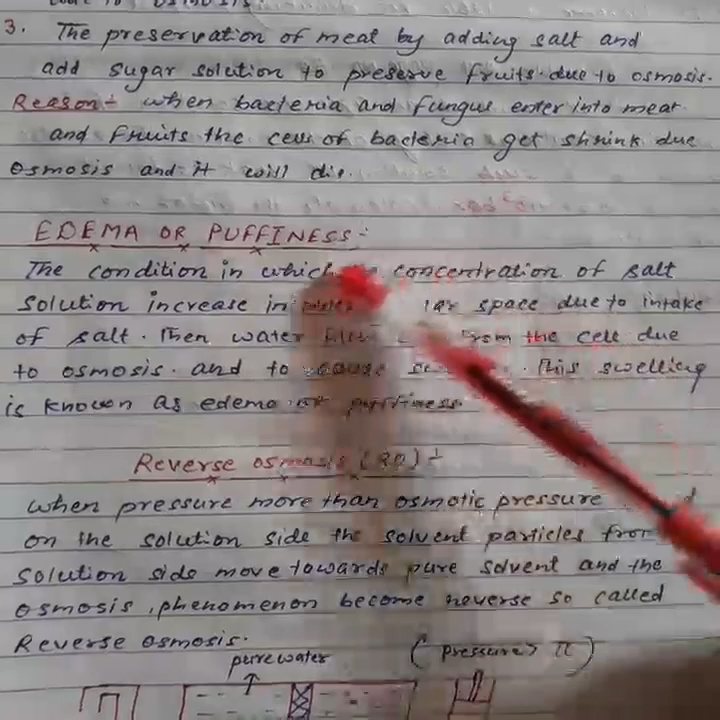 3. The preservation of meat by adding salt and
add sugar solution to preserve fruits due to osmosis.
Reason:- when bacteria and Fungus enter into meat
and Fruits the cells of bacteria get shrink due
osmosis and it will die.
EDEMA OR PUFFINESS:-
The condition in which concentration of salt
solution increase in space due to intake
of salt. Then water from the cell due
to osmosis. and to cause This swelling
is known as edema or puffiness.
Reverse osmosis (RO):-
when pressure more than osmotic pressure
on the solution side the solvent particles from
solution side move towards pure solvent and the
osmosis, phenomenon become reverse so called
Reverse osmosis.
pure water (pressure > π)